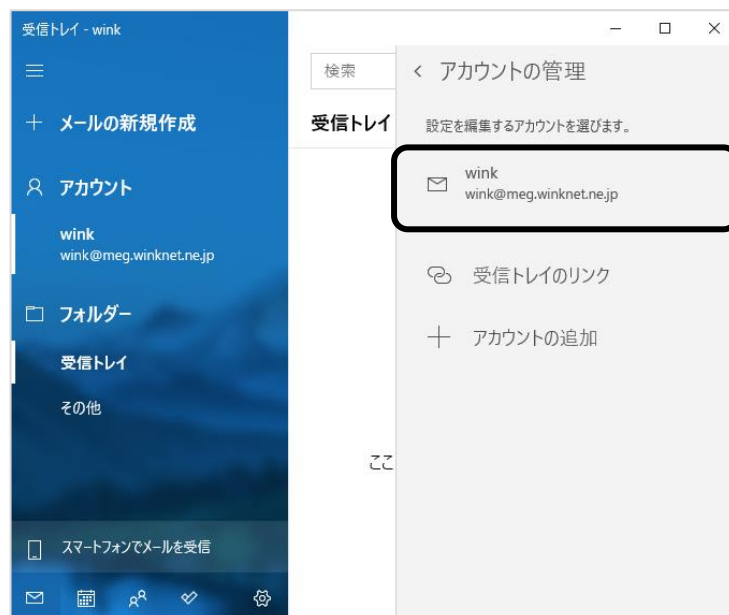 受信トレイ - wink
メールの新規作成
アカウント
wink
wink@meg.winknet.ne.jp
フォルダー
受信トレイ
その他
スマートフォンでメールを受信
検索
受信トレイ
ここ
アカウントの管理
設定を編集するアカウントを選びます。
wink
wink@meg.winknet.ne.jp
受信トレイのリンク
アカウントの追加